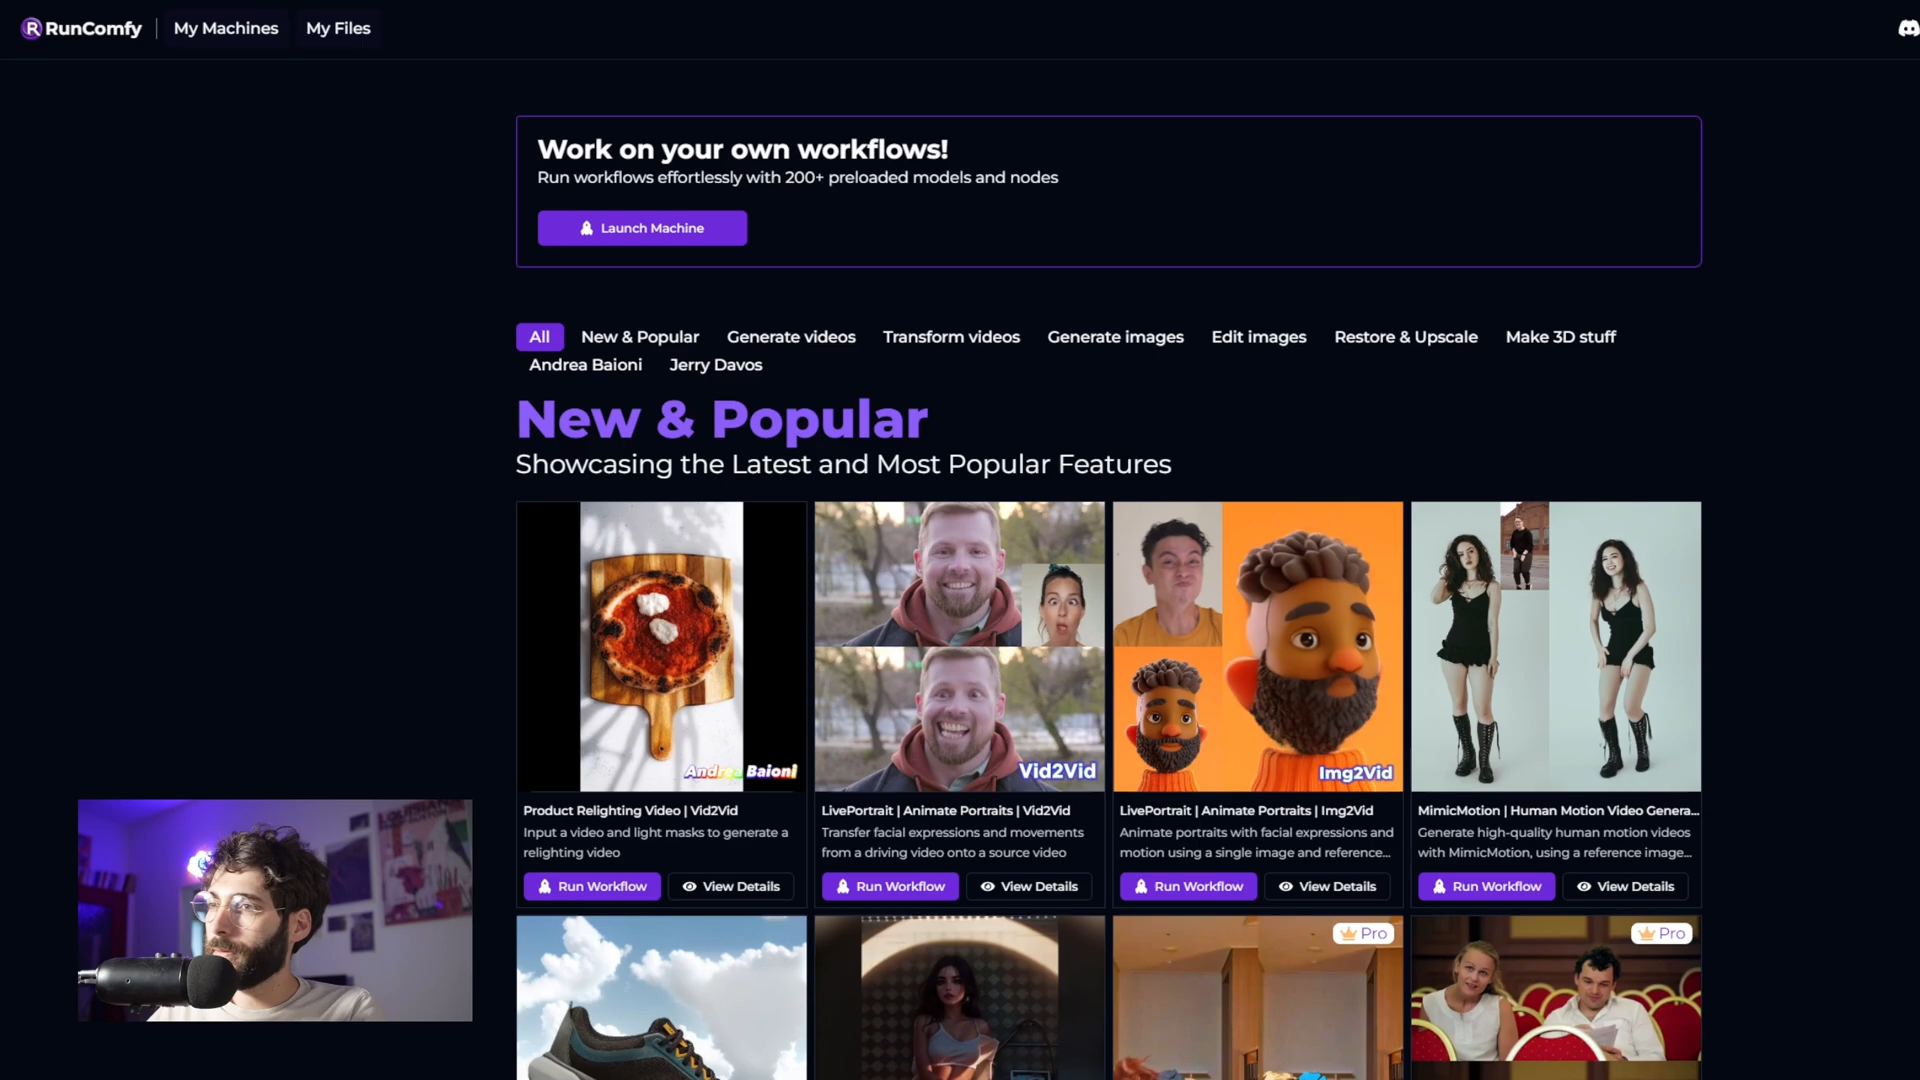 RunComfy
My Machines
My Files
Work on your own workflows!
Run workflows effortlessly with 200+ preloaded models and nodes
Launch Machine
All
New & Popular
Generate videos
Transform videos
Generate images
Edit images
Restore & Upscale
Make 3D stuff
Andrea Baioni
Jerry Davos
New & Popular
Showcasing the Latest and Most Popular Features
Andrea Baioni
Vid2Vid
Img2Vid
Product Relighting Video | Vid2Vid
Input a video and light masks to generate a
relighting video
Run Workflow
View Details
LivePortrait | Animate Portraits | Vid2Vid
Transfer facial expressions and movements
from a driving video onto a source video
Run Workflow
View Details
LivePortrait | Animate Portraits | Img2Vid
Animate portraits with facial expressions and
motion using a single image and reference...
Run Workflow
View Details
MimicMotion | Human Motion Video Genera...
Generate high-quality human motion videos
with MimicMotion, using a reference image...
Run Workflow
View Details
Pro
Pro